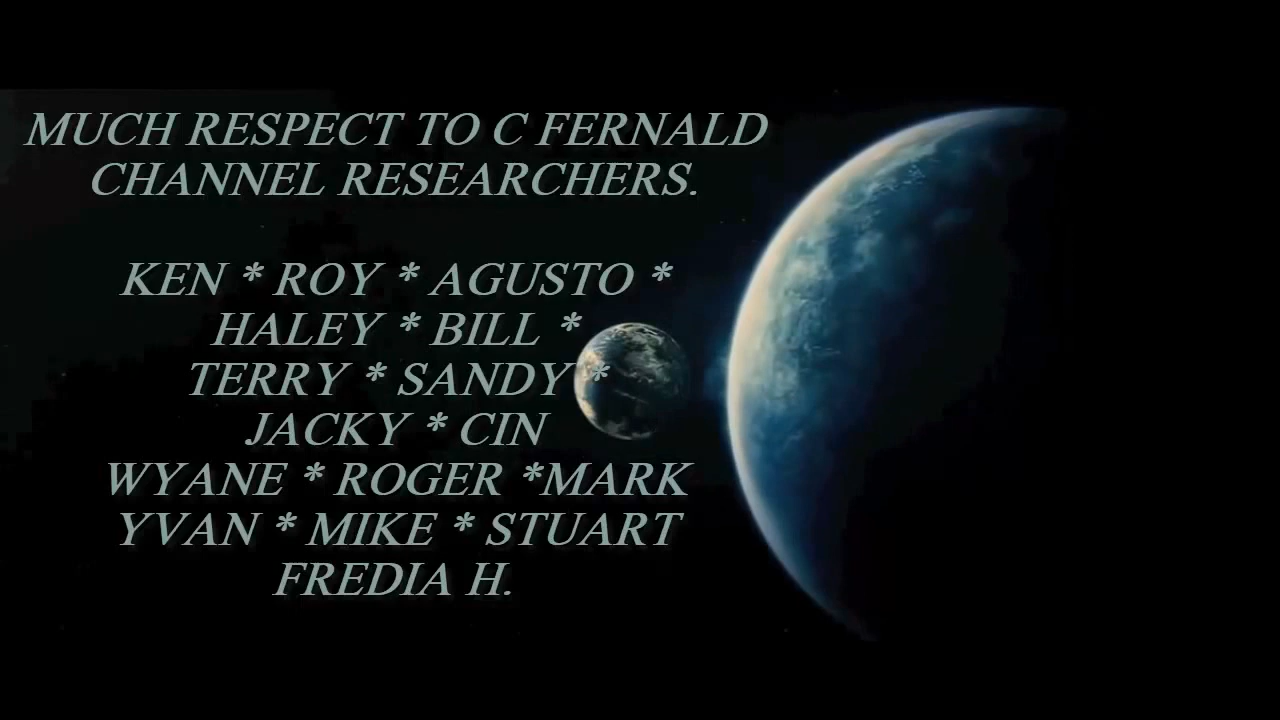 MUCH RESPECT TO C FERNALD
CHANNEL RESEARCHERS.
KEN * ROY * AGUSTO *
HALEY * BILL *
TERRY * SANDY *
JACKY * CIN
WYANE * ROGER *MARK
YVAN * MIKE * STUART
FREDIA H.